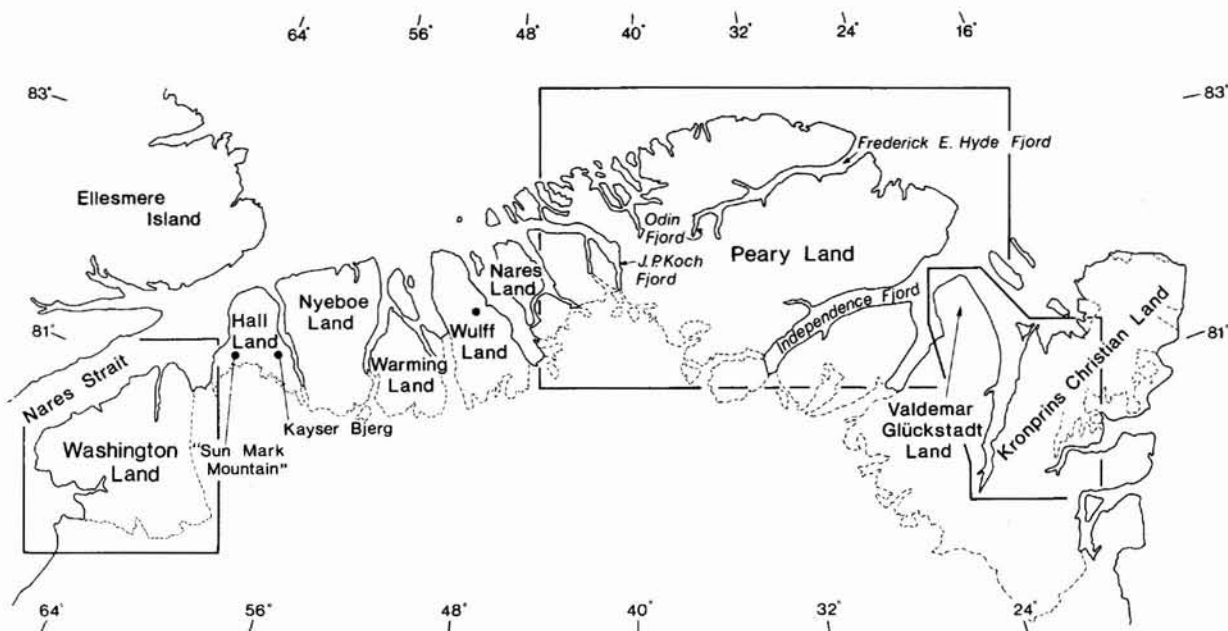 64° 56° 48° 40° 32° 24° 16°
83° 83°
Frederick E. Hyde Fjord
Ellesmere
Island
Odin
Fjord
J.P. Koch
Fjord
Peary Land
Nares
Land
Nyeboe
Land
Hall
Land
Wulff
Land
Warming
Land
Independence Fjord
81° 81°
Nares Strait
Kronprins Christian Land
Washington
Land
"Sun Mark
Mountain"
Kayser Bjerg
Valdemar
Glückstadt
Land
64° 56° 48° 40° 32° 24°